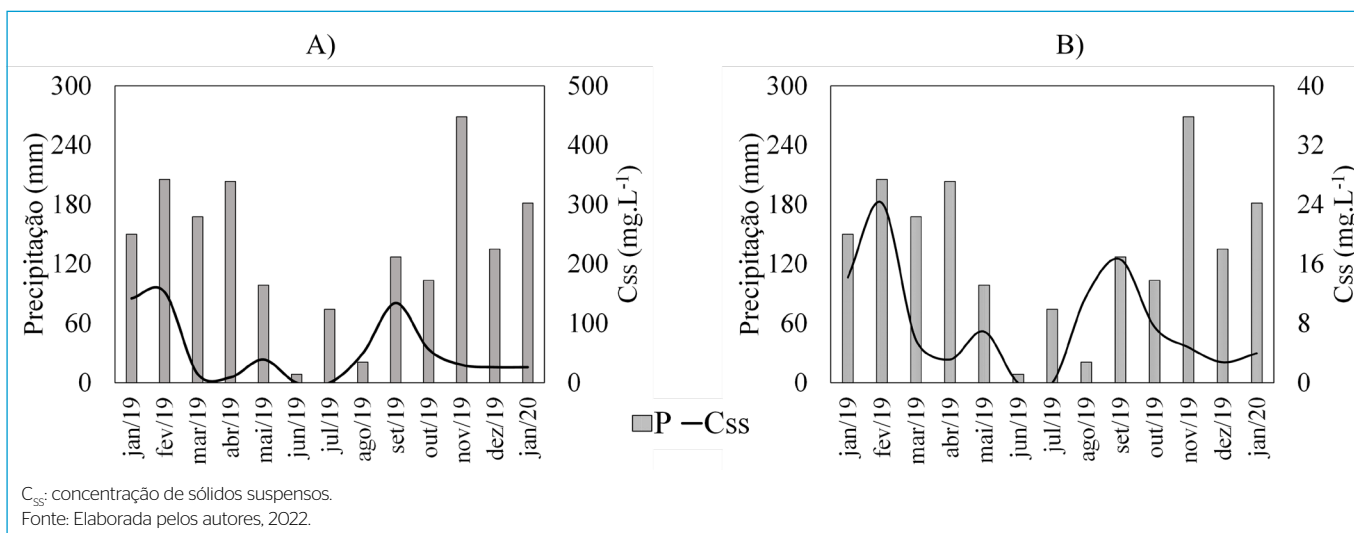 A)
Precipitação (mm)
300
240
180
120
60
0
500
400
300
200
100
0
Css (mg.L⁻¹)
jan/19
fev/19
mar/19
abr/19
mai/19
jun/19
jul/19
ago/19
set/19
out/19
nov/19
dez/19
jan/20
P
Css
B)
Precipitação (mm)
300
240
180
120
60
0
40
32
24
16
8
0
Css (mg.L⁻¹)
jan/19
fev/19
mar/19
abr/19
mai/19
jun/19
jul/19
ago/19
set/19
out/19
nov/19
dez/19
jan/20
Css: concentração de sólidos suspensos.
Fonte: Elaborada pelos autores, 2022.